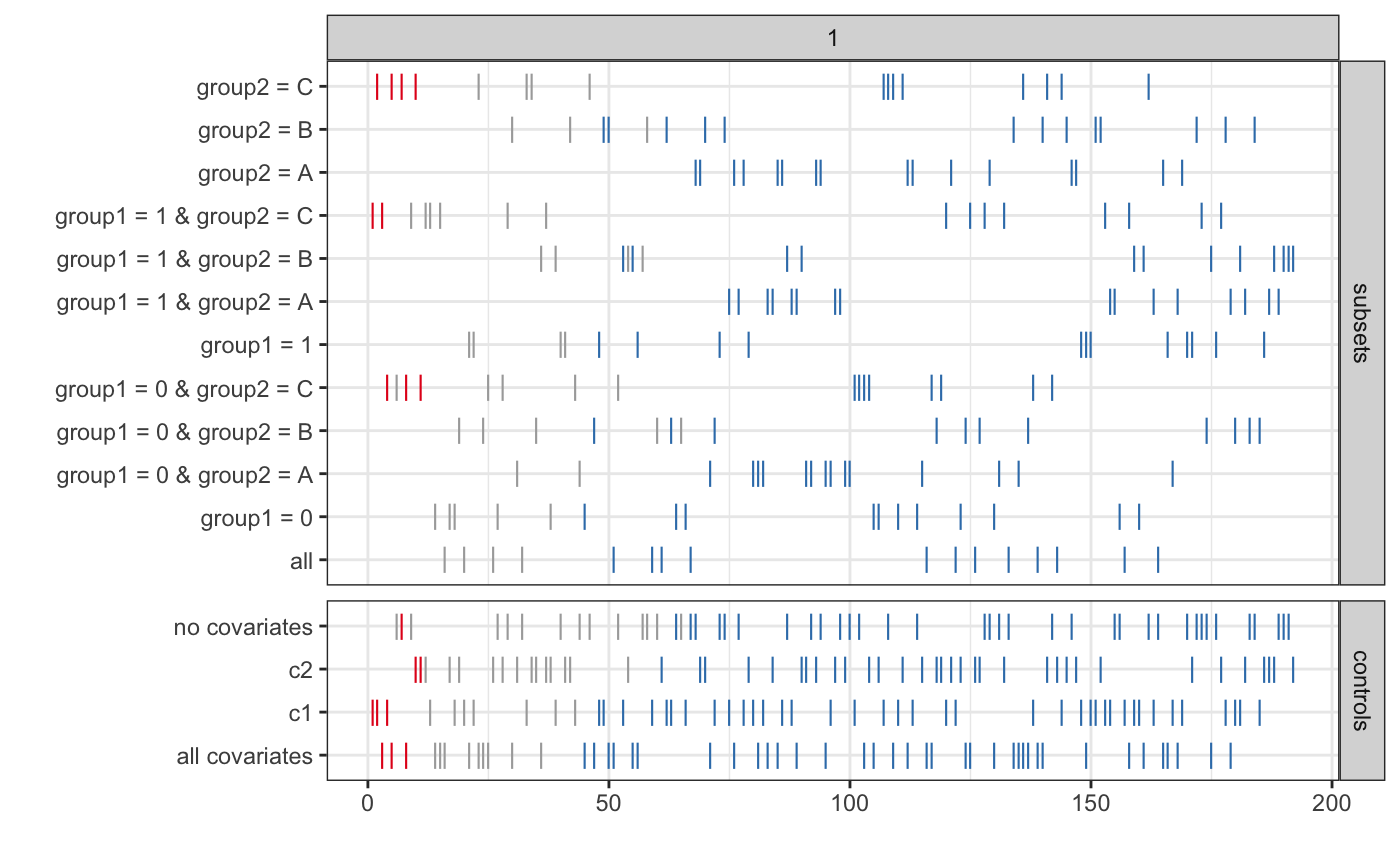 1
group2 = C
group2 = B
group2 = A
group1 = 1 & group2 = C
group1 = 1 & group2 = B
group1 = 1 & group2 = A
group1 = 1
group1 = 0 & group2 = C
group1 = 0 & group2 = B
group1 = 0 & group2 = A
group1 = 0
all
subsets
no covariates
c2
c1
all covariates
controls
0 50 100 150 200